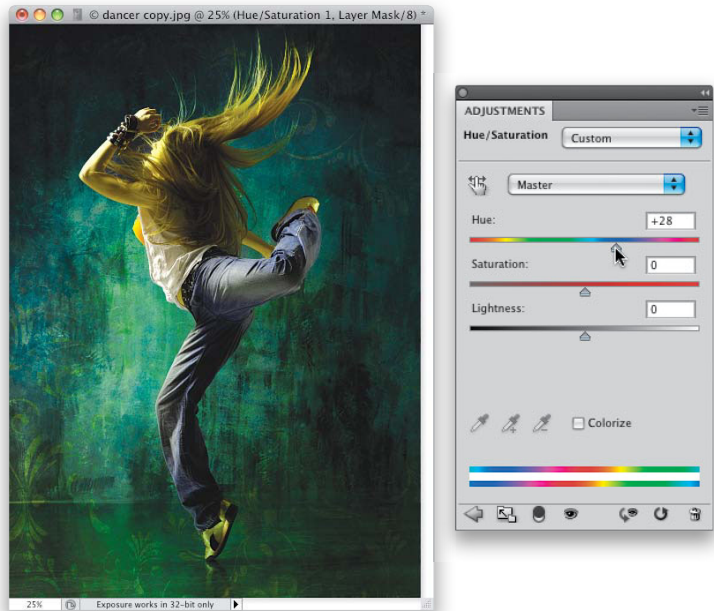 © dancer copy.jpg @ 25% (Hue/Saturation 1, Layer Mask/8) *
25%
Exposure works in 32-bit only
ADJUSTMENTS
Hue/Saturation
Custom
Master
Hue:
+28
Saturation:
0
Lightness:
0
Colorize